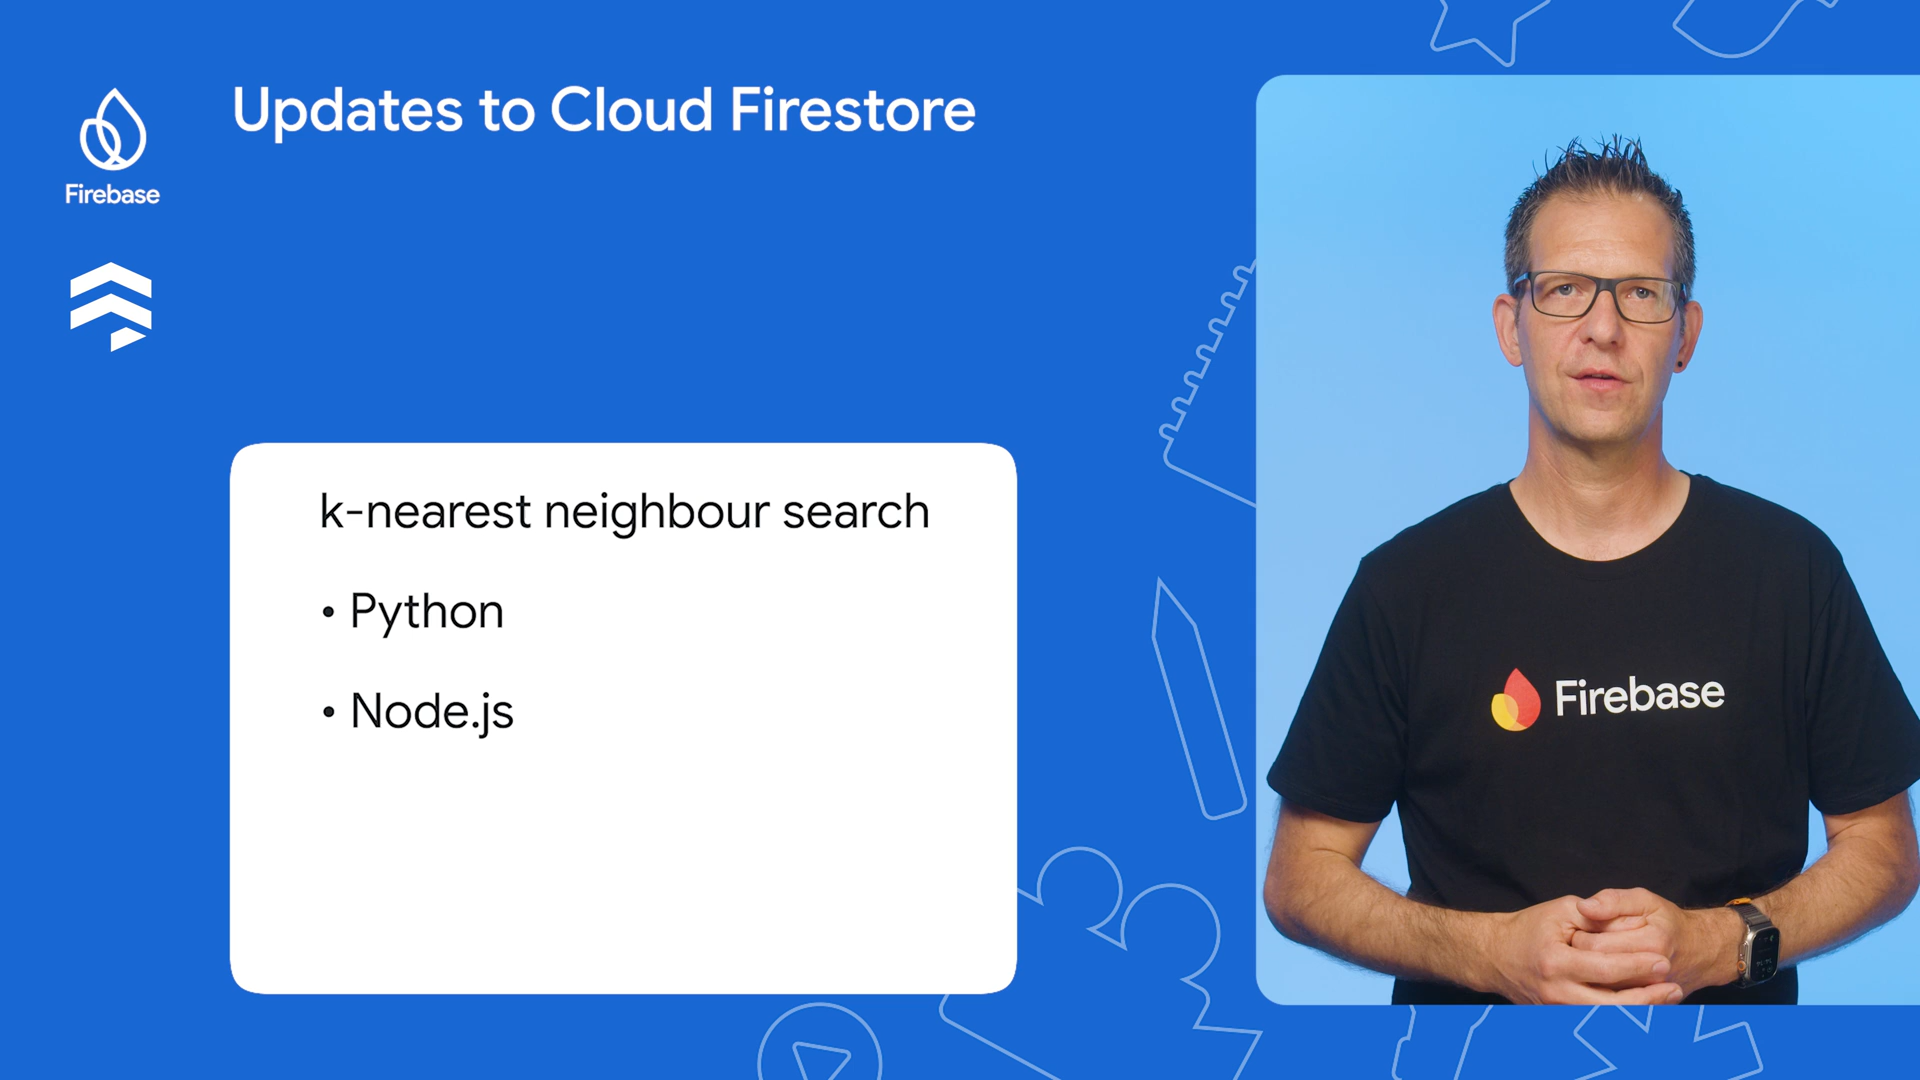 Updates to Cloud Firestore
Firebase
k-nearest neighbour search
• Python
• Node.js
Firebase